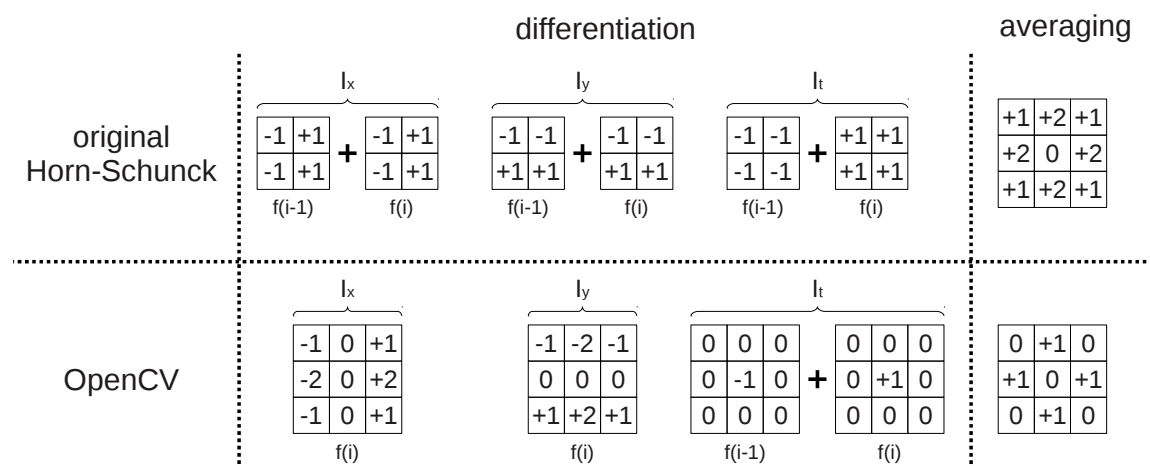 differentiation averaging
original
Horn-Schunck
Ix Iy It
-1 +1 + -1 +1 -1 -1 + -1 -1 -1 -1 + +1 +1 +1 +2 +1
-1 +1 -1 +1 +1 +1 +1 +1 -1 -1 +1 +1 +2 0 +2
+1 +2 +1
f(i-1) f(i) f(i-1) f(i) f(i-1) f(i)
OpenCV
Ix Iy It
-1 0 +1 -1 -2 -1 0 0 0 0 0 0 0 +1 0
-2 0 +2 0 0 0 0 -1 0 + 0 +1 0 +1 0 +1
-1 0 +1 +1 +2 +1 0 0 0 0 0 0 0 +1 0
f(i) f(i) f(i-1) f(i)